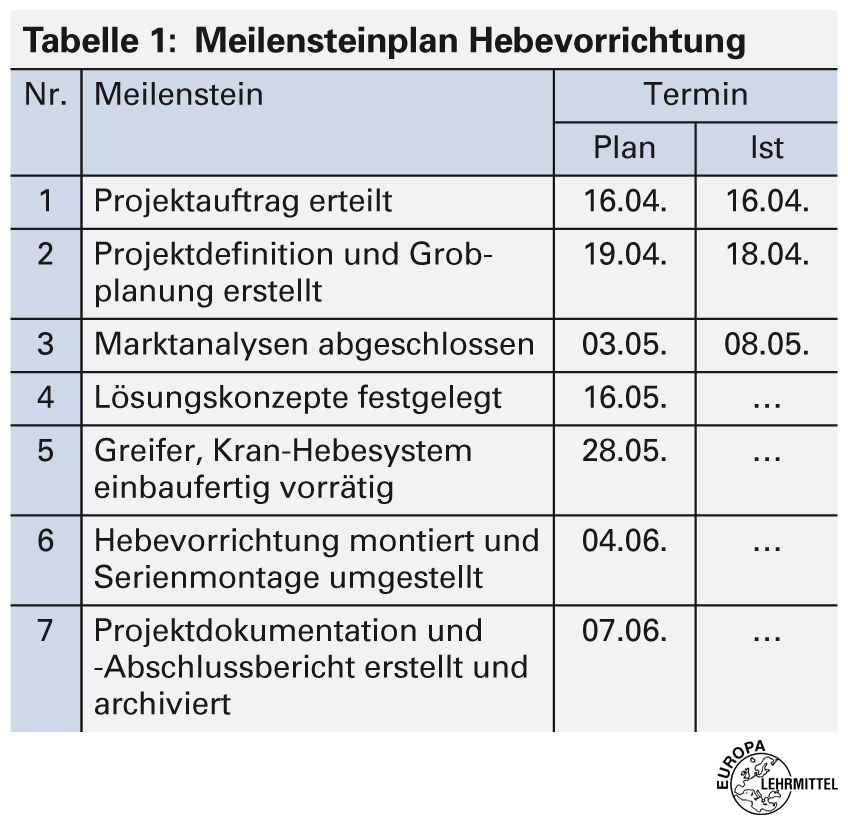 Tabelle 1: Meilensteinplan Hebevorrichtung
Nr. Meilenstein Termin
Plan Ist
1 Projektauftrag erteilt 16.04. 16.04.
2 Projektdefinition und Grob- 19.04. 18.04.
planung erstellt
3 Marktanalysen abgeschlossen 03.05. 08.05.
4 Lösungskonzepte festgelegt 16.05. ...
5 Greifer, Kran-Hebesystem 28.05. ...
einbaufertig vorrätig
6 Hebevorrichtung montiert und 04.06. ...
Serienmontage umgestellt
7 Projektdokumentation und 07.06. ...
-Abschlussbericht erstellt und
archiviert
EUROPA
LEHRMITTEL